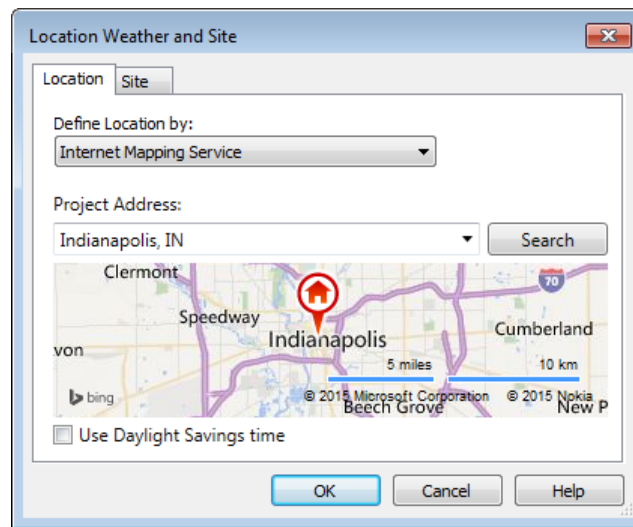 Location Weather and Site
Location Site
Define Location by:
Internet Mapping Service
Project Address:
Indianapolis, IN
Search
Clermont
70
Speedway
Cumberland
Indianapolis
von
5 miles 10 km
bing
© 2015 Microsoft Corporation © 2015 Nokia
Beech Grove New P
Use Daylight Savings time
OK Cancel Help